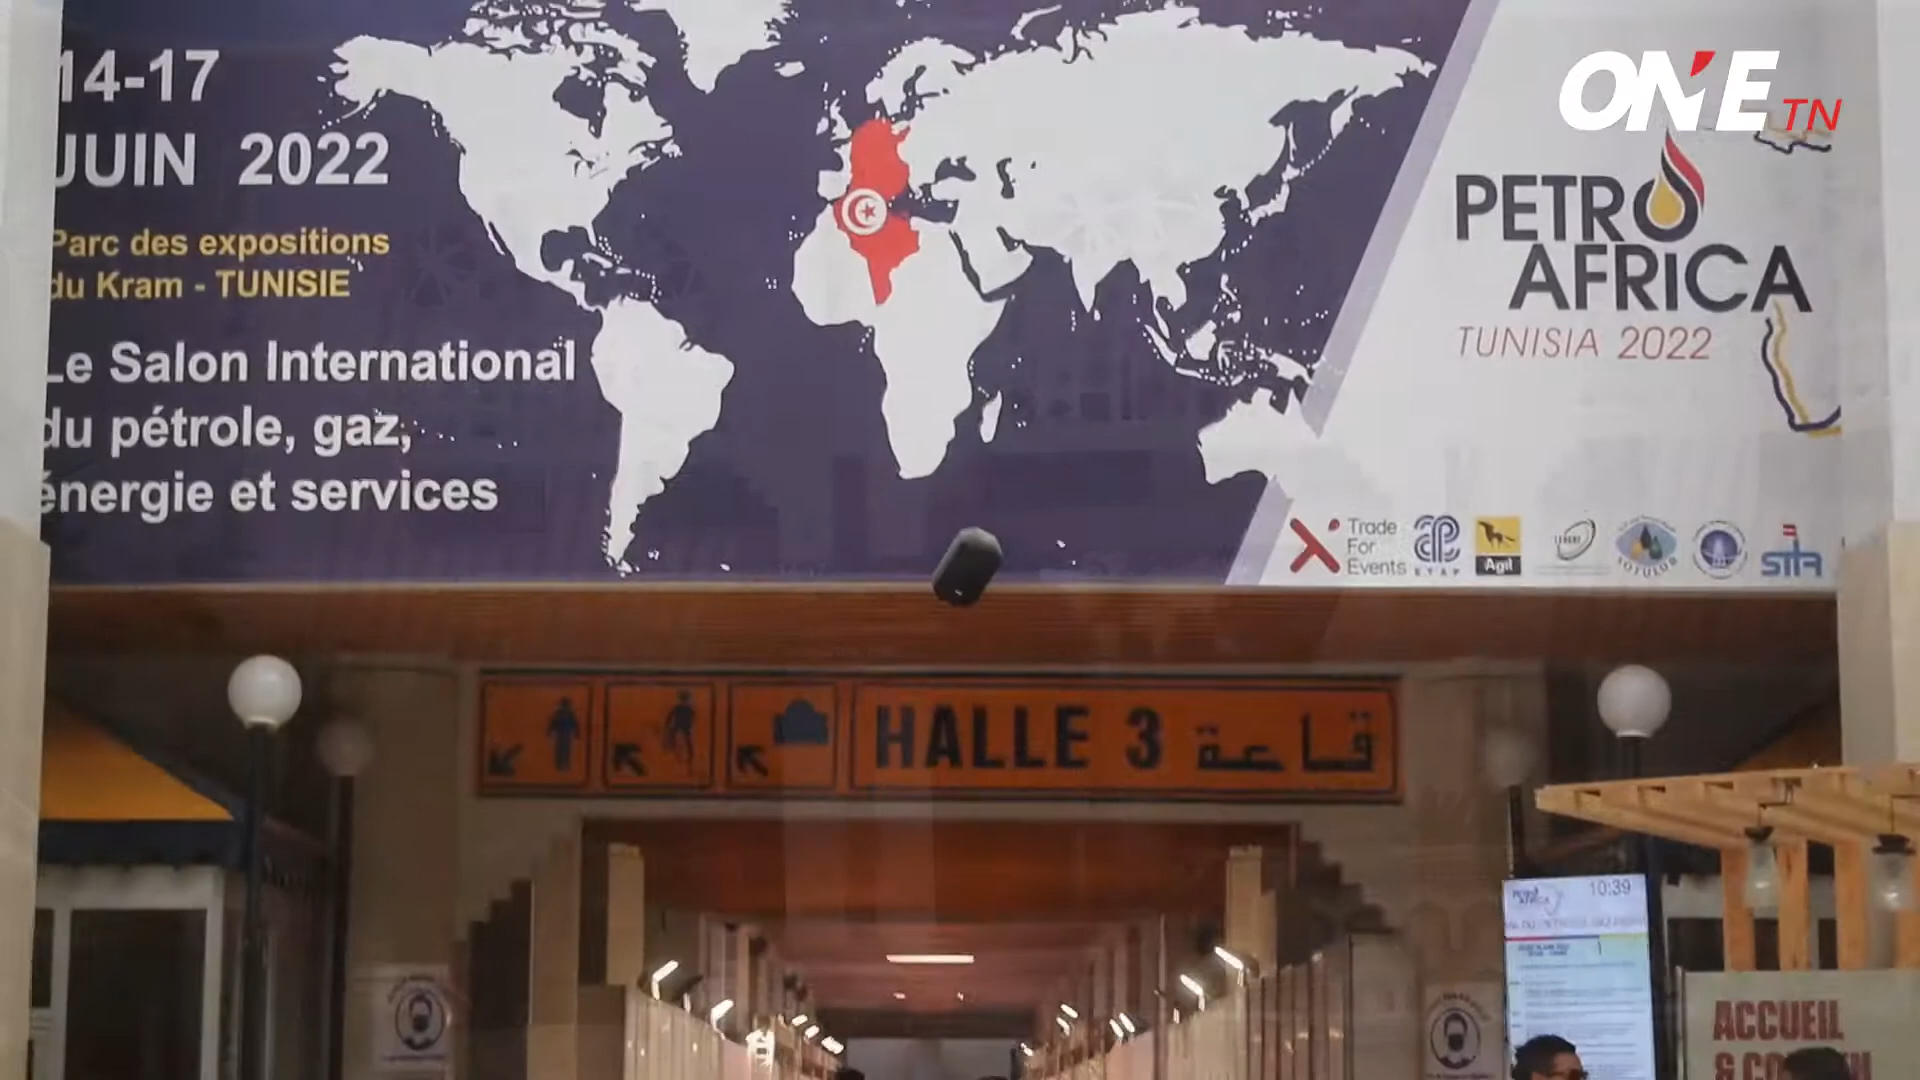 14-17
JUIN 2022
Parc des expositions
du Kram - TUNISIE
Le Salon International
du pétrole, gaz,
énergie et services
ONE TN
PETRO
AFRICA
TUNISIA 2022
Trade
For
Events
ETAP
Agil
SOTULUB
STIR
HALLE 3 قاعة
10:39
ACCUEIL